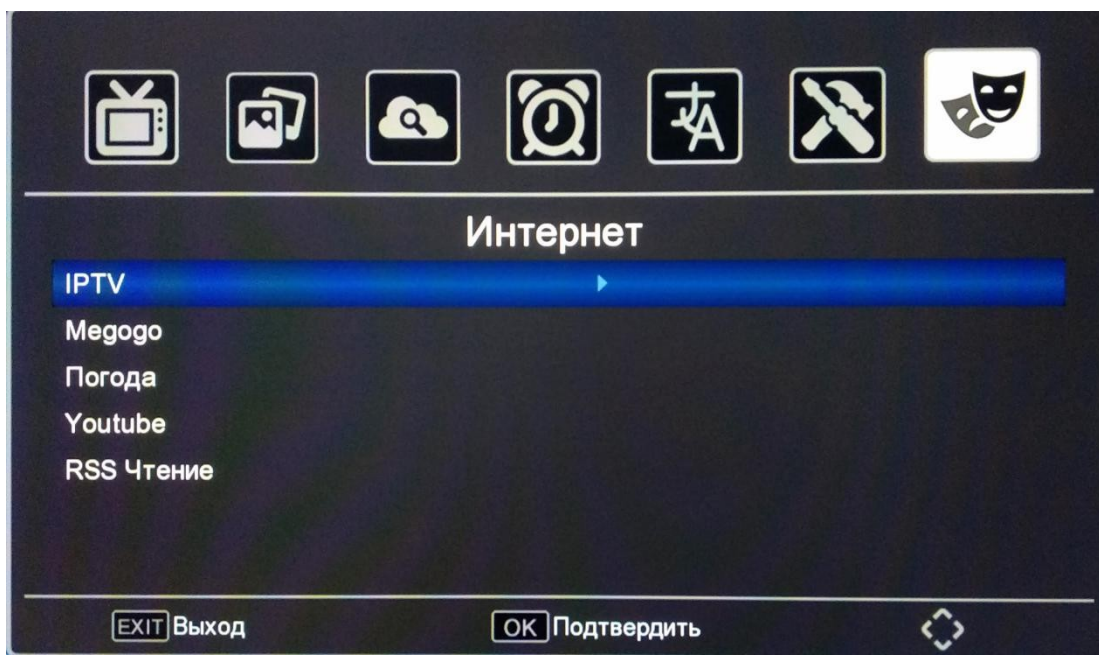 Интернет
IPTV
Megogo
Погода
Youtube
RSS Чтение
EXIT Выход OK Подтвердить